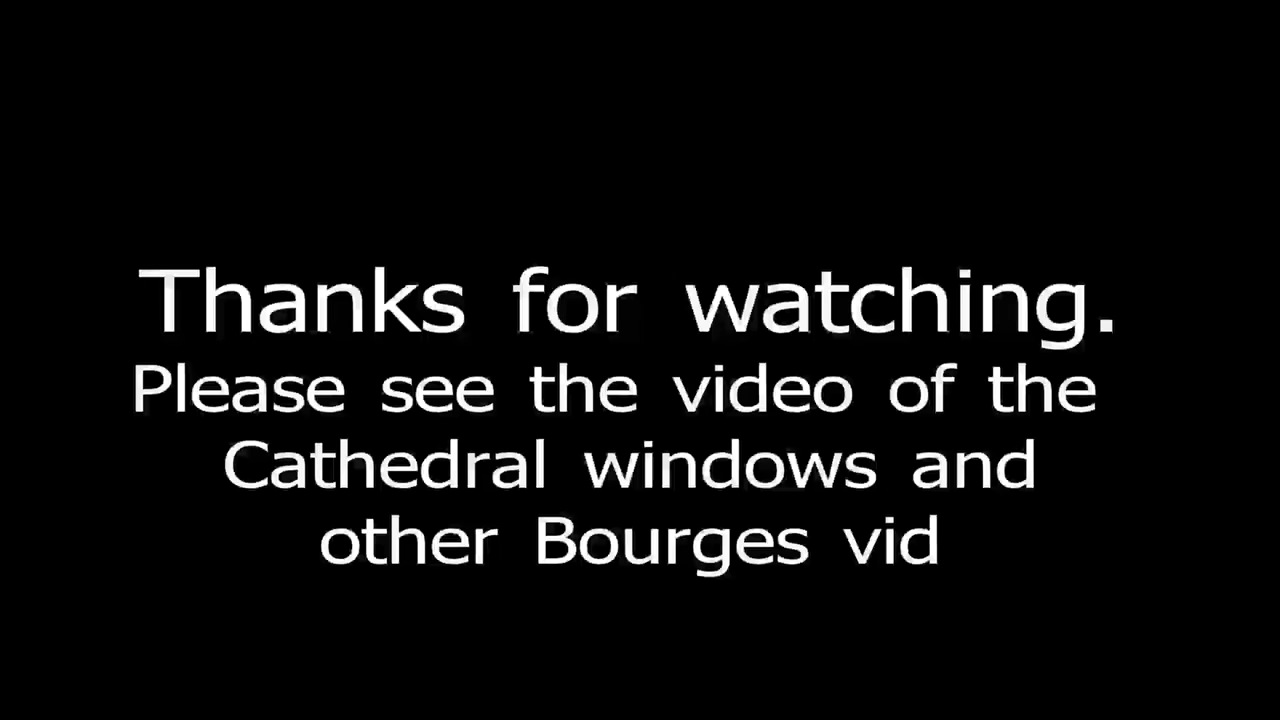 Thanks for watching.
Please see the video of the
Cathedral windows and
other Bourges vid